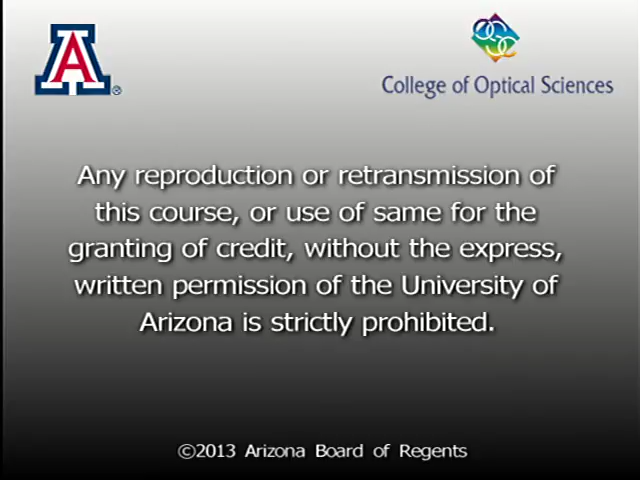 A®
College of Optical Sciences
Any reproduction or retransmission of
this course, or use of same for the
granting of credit, without the express,
written permission of the University of
Arizona is strictly prohibited.
©2013 Arizona Board of Regents